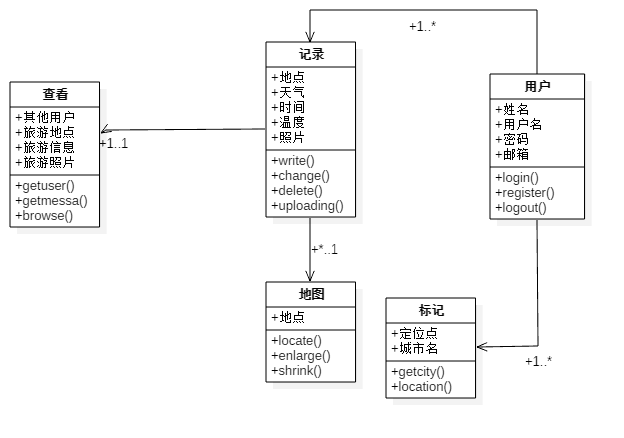 +1..*
记录
+地点
+天气
+时间
+温度
+照片
+write()
+change()
+delete()
+uploading()
用户
+姓名
+用户名
+密码
+邮箱
+login()
+register()
+logout()
查看
+其他用户
+旅游地点
+旅游信息
+旅游照片
+getuser()
+getmessa()
+browse()
+1..1
+*..1
地图
+地点
+locate()
+enlarge()
+shrink()
标记
+定位点
+城市名
+getcity()
+location()
+1..*